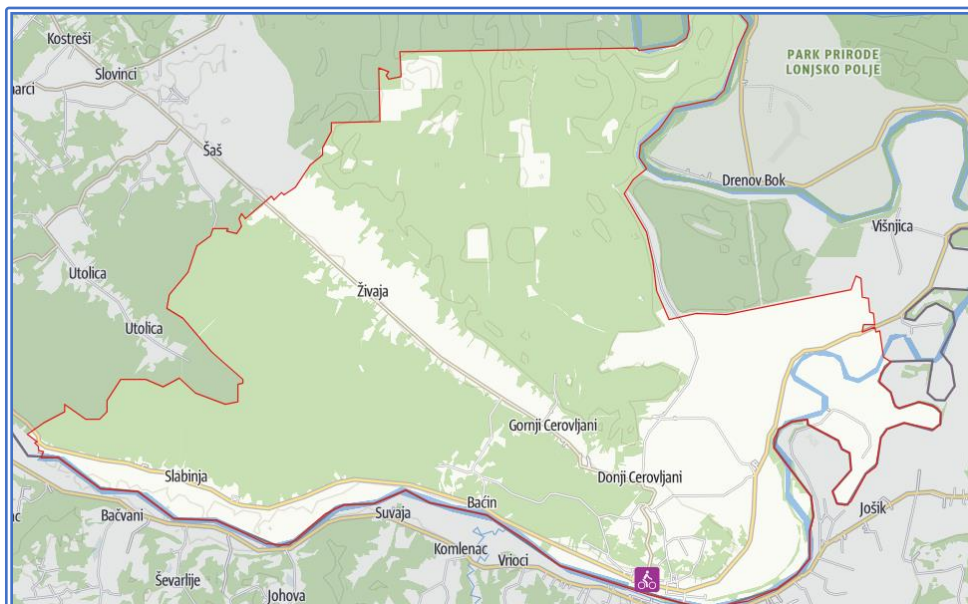 Kostreši
Slovinci
Šaš
PARK PRIRODE
LONJSKO POLJE
Drenov Bok
Višnjica
Utolica
Utolica
Živaja
Gornji Cerovljani
Donji Cerovljani
Slabinja
Bačvani
Suvaja
Baćin
Komlenac
Vrioci
Jošik
Ševarlije
Johova